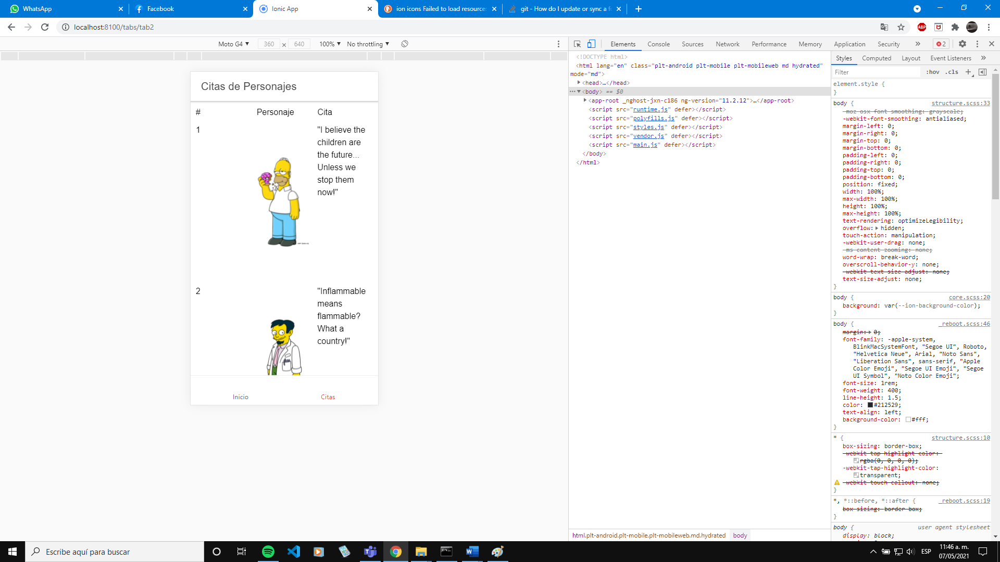 WhatsApp
Facebook
Ionic App
ion icons Failed to load resource
git - How do I update or sync a f
localhost:8100/tabs/tab2
ABP
Moto G4 ▼ 360 x 640 100% ▼ No throttling ▼
Elements Console Sources Network Performance Memory Application Security » 2
Citas de Personajes
# Personaje Cita
1
"I believe the
children are
the future...
Unless we
stop them
now!"
2
"Inflammable
means
flammable?
What a
country!"
Inicio Citas
<!DOCTYPE html>
<html lang="en" class="plt-android plt-mobile plt-mobileweb md hydrated"
mode="md">
<head>…</head>
<body> == $0
<app-root _nghost-jxn-c186 ng-version="11.2.12">…</app-root>
<script src="runtime.js" defer></script>
<script src="polyfills.js" defer></script>
<script src="styles.js" defer></script>
<script src="vendor.js" defer></script>
<script src="main.js" defer></script>
</body>
</html>
html.plt-android.plt-mobile.plt-mobileweb.md.hydrated body
Styles Computed Layout Event Listeners »
Filter :hov .cls +
element.style {
}
body { structure.scss:33
-moz-osx-font-smoothing: grayscale;
-webkit-font-smoothing: antialiased;
margin-left: 0;
margin-right: 0;
margin-top: 0;
margin-bottom: 0;
padding-left: 0;
padding-right: 0;
padding-top: 0;
padding-bottom: 0;
position: fixed;
width: 100%;
max-width: 100%;
height: 100%;
max-height: 100%;
text-rendering: optimizeLegibility;
overflow: hidden;
touch-action: manipulation;
-webkit-user-drag: none;
-ms-content-zooming: none;
word-wrap: break-word;
overscroll-behavior-y: none;
-webkit-text-size-adjust: none;
text-size-adjust: none;
}
body { core.scss:20
background: var(--ion-background-color);
}
body { _reboot.scss:46
margin: 0;
font-family: -apple-system,
BlinkMacSystemFont, "Segoe UI", Roboto,
"Helvetica Neue", Arial, "Noto Sans",
"Liberation Sans", sans-serif, "Apple
Color Emoji", "Segoe UI Emoji", "Segoe
UI Symbol", "Noto Color Emoji";
font-size: 1rem;
font-weight: 400;
line-height: 1.5;
color: #212529;
text-align: left;
background-color: #fff;
}
* { structure.scss:10
box-sizing: border-box;
-webkit-tap-highlight-color:
rgba(0, 0, 0, 0);
-webkit-tap-highlight-color:
transparent;
-webkit-touch-callout: none;
}
*, *::before, *::after { _reboot.scss:19
box-sizing: border-box;
}
body { user agent stylesheet
display: block;
Escribe aquí para buscar
ESP
11:46 a. m.
07/05/2021